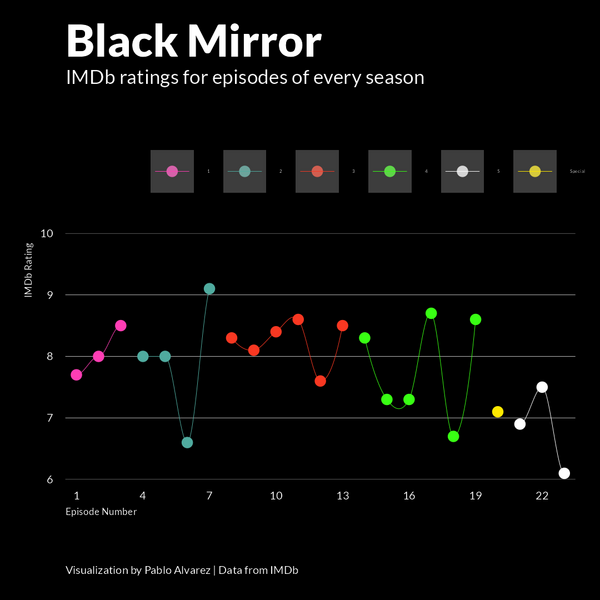 Black Mirror
IMDb ratings for episodes of every season
1 2 3 4 5 Special
10
IMDb Rating
9
8
7
6
1 4 7 10 13 16 19 22
Episode Number
Visualization by Pablo Alvarez | Data from IMDb